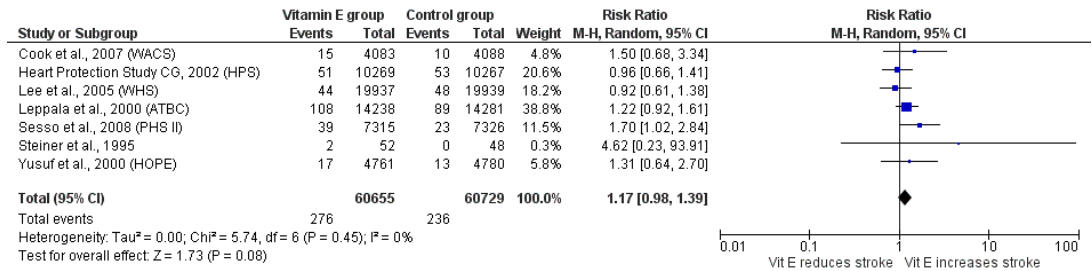 Vitamin E group Control group Risk Ratio Risk Ratio
Study or Subgroup Events Total Events Total Weight M-H, Random, 95% CI M-H, Random, 95% CI
Cook et al., 2007 (WACS) 15 4083 10 4088 4.8% 1.50 [0.68, 3.34]
Heart Protection Study CG, 2002 (HPS) 51 10269 53 10267 20.6% 0.96 [0.66, 1.41]
Lee et al., 2005 (WHS) 44 19937 48 19939 18.2% 0.92 [0.61, 1.38]
Leppala et al., 2000 (ATBC) 108 14238 89 14281 38.8% 1.22 [0.92, 1.61]
Sesso et al., 2008 (PHS II) 39 7315 23 7326 11.5% 1.70 [1.02, 2.84]
Steiner et al., 1995 2 52 0 48 0.3% 4.62 [0.23, 93.91]
Yusuf et al., 2000 (HOPE) 17 4761 13 4780 5.8% 1.31 [0.64, 2.70]
Total (95% CI) 60655 60729 100.0% 1.17 [0.98, 1.39]
Total events 276 236
Heterogeneity: Tau² = 0.00; Chi² = 5.74, df = 6 (P = 0.45); I² = 0%
Test for overall effect: Z = 1.73 (P = 0.08)
0.01 0.1 1 10 100
Vit E reduces stroke Vit E increases stroke